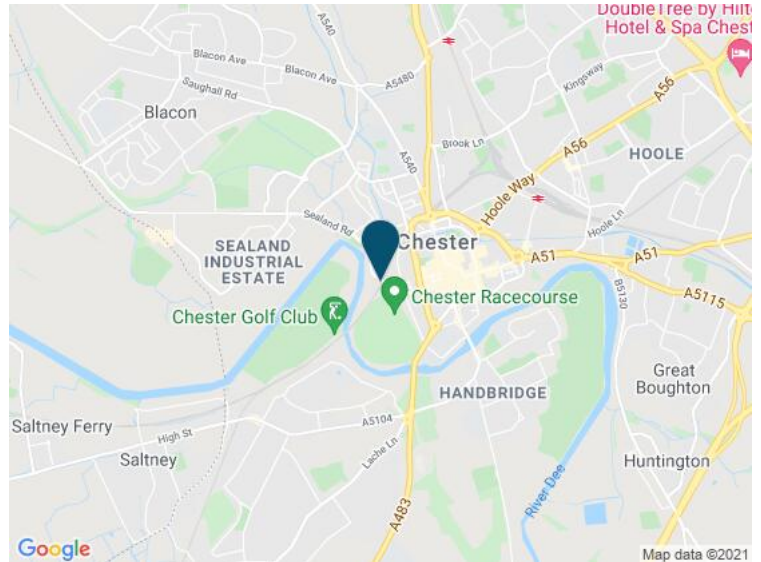 DoubleTree by Hilt
Hotel & Spa Chest
A540
Blacon Ave
Blacon Ave
Saughall Rd
A5480
Kingsway
A56
Blacon
A540
Brook Ln
A56
HOOLE
Hoole Way
Sealand Rd
Hoole Ln
SEALAND
INDUSTRIAL
ESTATE
Chester
A51
A51
B5130
A5115
Chester Racecourse
Chester Golf Club
Great
Boughton
HANDBRIDGE
Saltney Ferry
High St
A5104
Saltney
Lache Ln
Huntington
River Dee
A483
Google
Map data ©2021